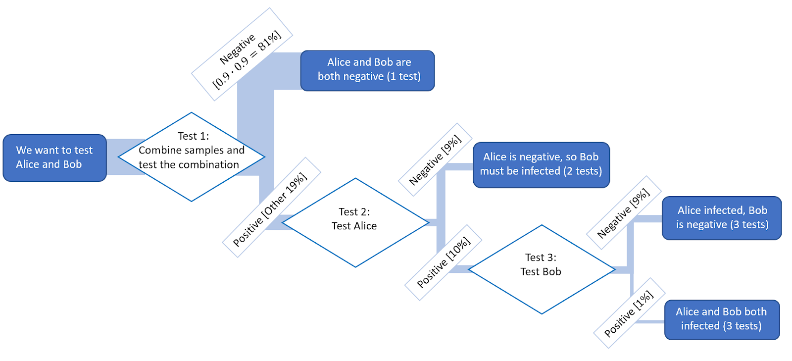 We want to test
Alice and Bob
Test 1:
Combine samples and
test the combination
Negative
[0.9 · 0.9 = 81%]
Alice and Bob are
both negative (1 test)
Positive [Other 19%]
Test 2:
Test Alice
Negative [9%]
Alice is negative, so Bob
must be infected (2 tests)
Positive [10%]
Test 3:
Test Bob
Negative [9%]
Alice infected, Bob
is negative (3 tests)
Positive [1%]
Alice and Bob both
infected (3 tests)